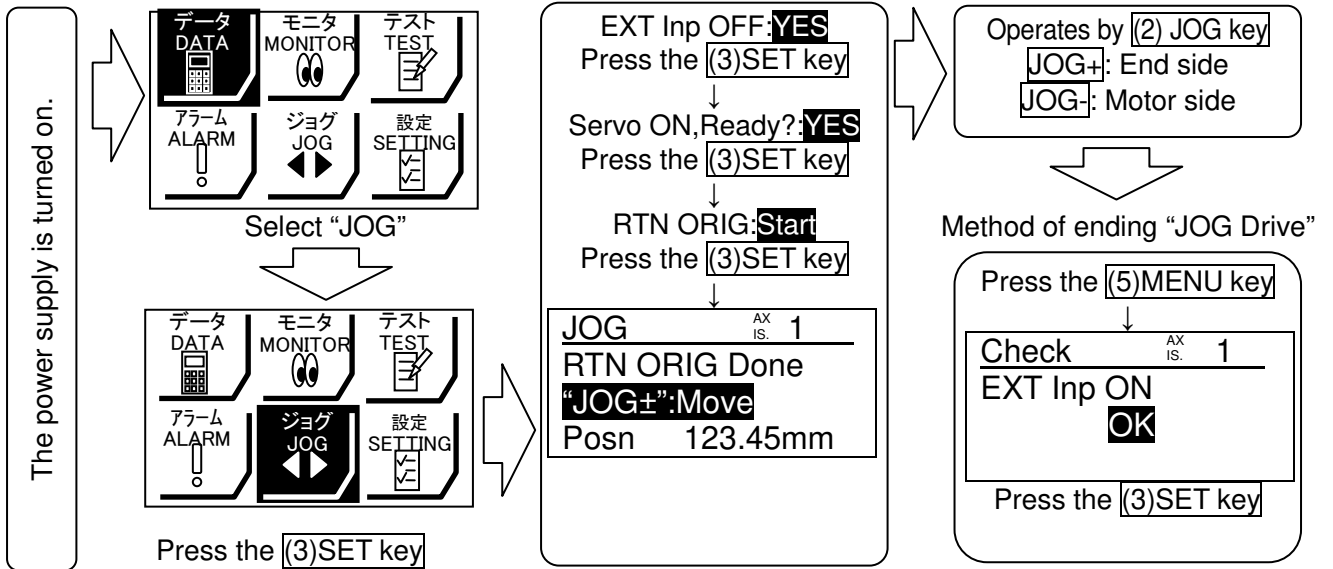 The power supply is turned on.
データ
DATA
モニタ
MONITOR
テスト
TEST
アラーム
ALARM
ジョグ
JOG
設定
SETTING
Select “JOG”
データ
DATA
モニタ
MONITOR
テスト
TEST
アラーム
ALARM
ジョグ
JOG
設定
SETTING
Press the (3)SET key
EXT Inp OFF:YES
Press the (3)SET key
↓
Servo ON,Ready?:YES
Press the (3)SET key
↓
RTN ORIG:Start
Press the (3)SET key
↓
JOG AX IS. 1
RTN ORIG Done
“JOG±”:Move
Posn 123.45mm
Operates by (2) JOG key
JOG+: End side
JOG-: Motor side
Method of ending “JOG Drive”
Press the (5)MENU key
↓
Check AX IS. 1
EXT Inp ON
OK
Press the (3)SET key